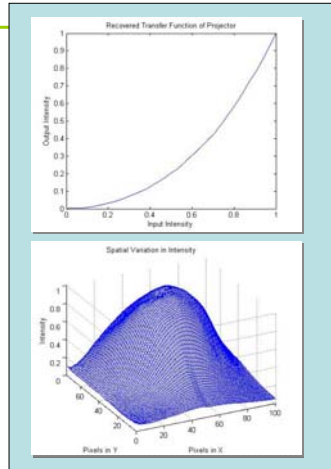 Recovered Transfer Function of Projector
1
0.9
0.8
0.7
0.6
0.5
0.4
0.3
0.2
0.1
0
Output Intensity
0 0.2 0.4 0.6 0.8 1
Input Intensity
Spatial Variation in Intensity
1
0.8
0.6
0.4
0.2
0
Intensity
60
40
20
0
0 20 40 60 80 100
Pixels in Y
Pixels in X